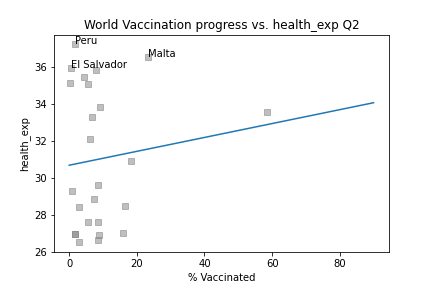 World Vaccination progress vs. health_exp Q2
Peru
Malta
El Salvador
36
34
32
30
28
26
health_exp
0
20
40
60
80
% Vaccinated